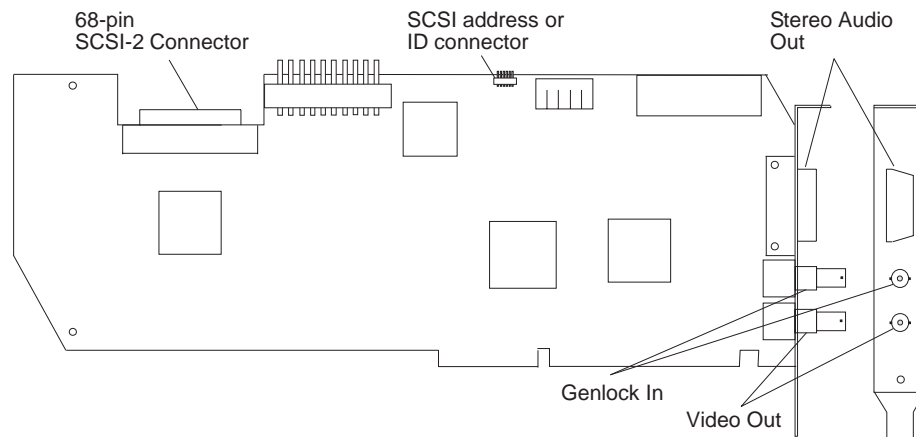 68-pin
SCSI-2 Connector
SCSI address or
ID connector
Stereo Audio
Out
Genlock In
Video Out